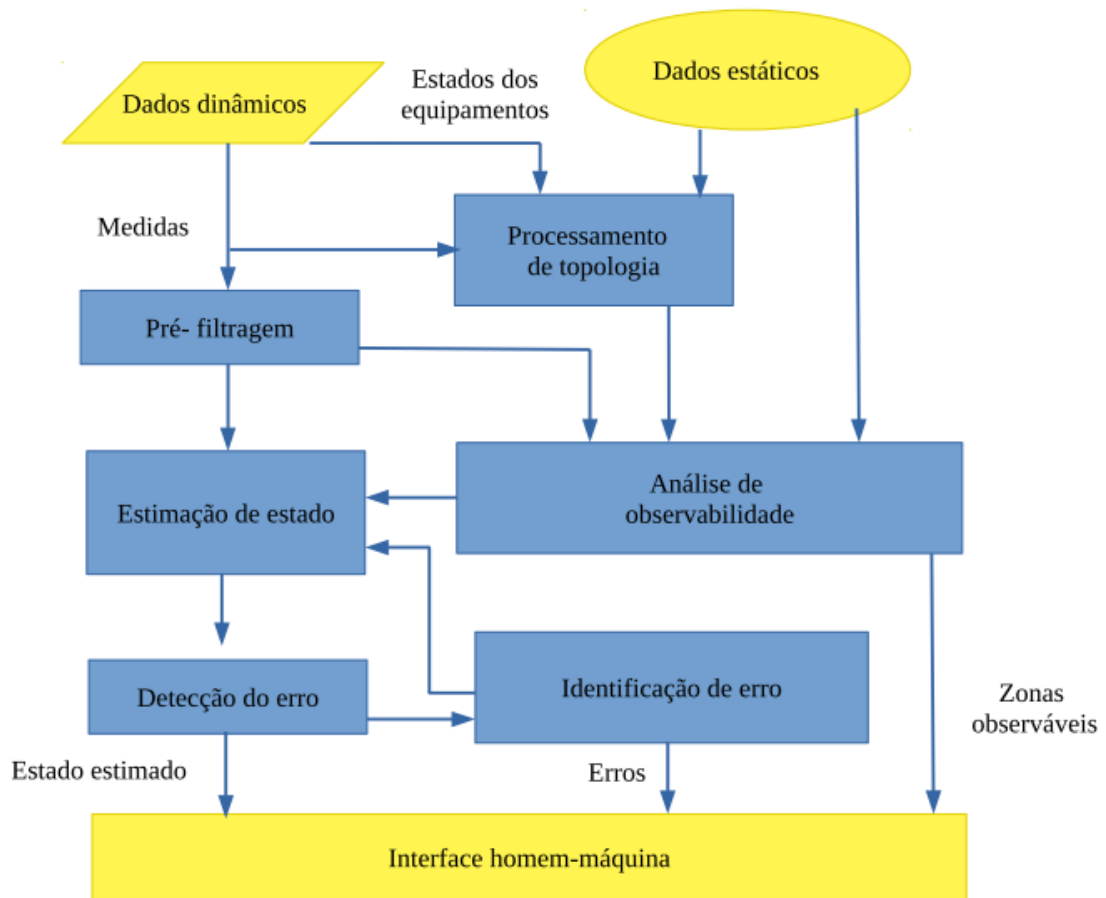 Dados dinâmicos
Estados dos
equipamentos
Dados estáticos
Medidas
Processamento
de topologia
Pré- filtragem
Estimação de estado
Análise de
observabilidade
Detecção do erro
Identificação de erro
Zonas
observáveis
Estado estimado
Erros
Interface homem-máquina